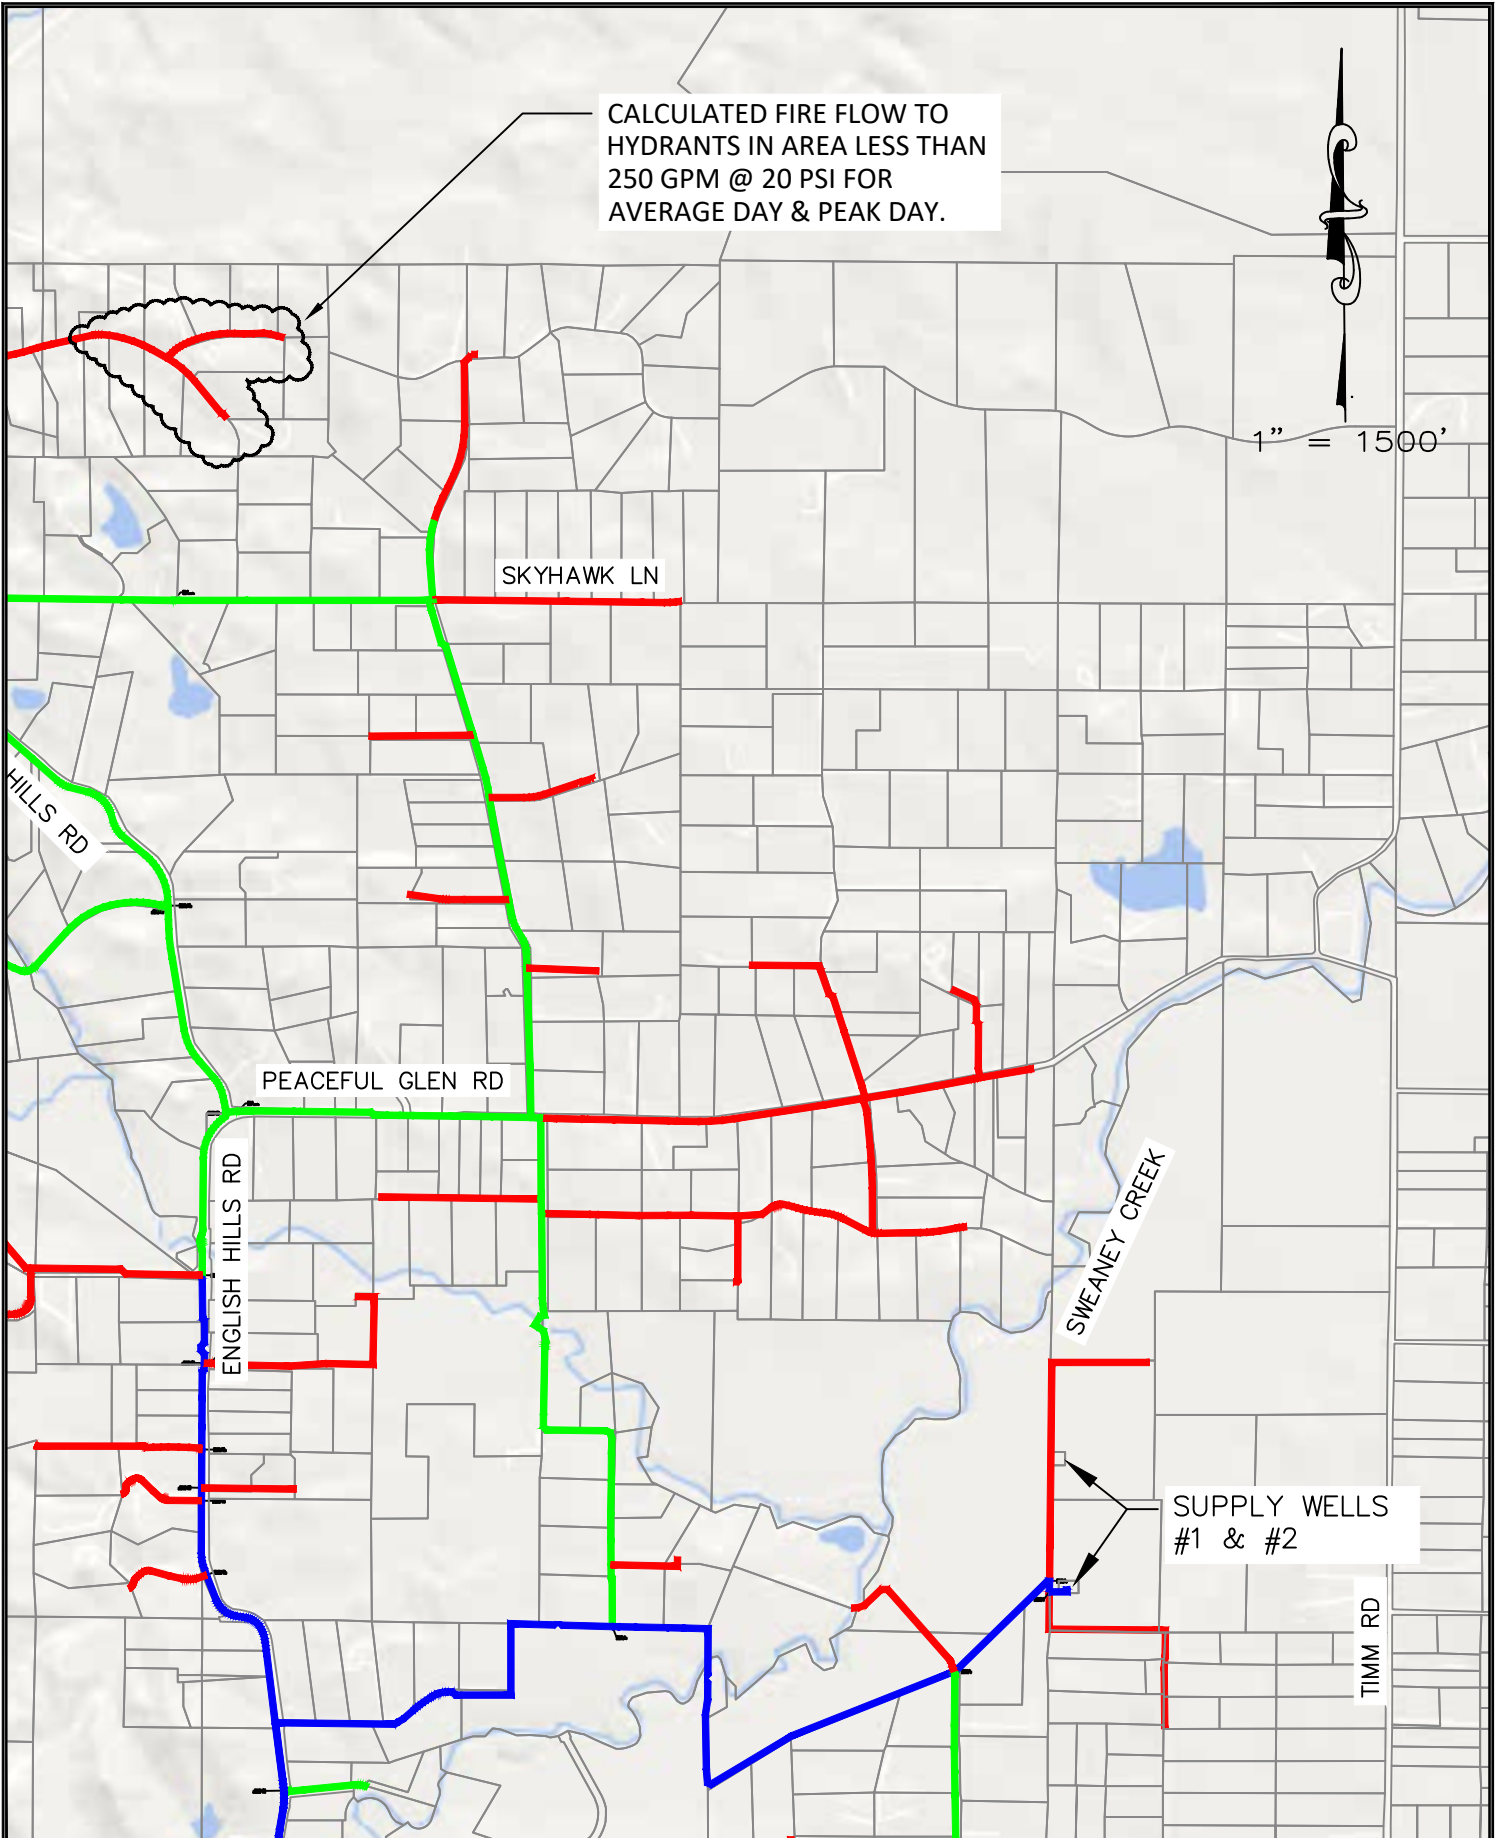 CALCULATED FIRE FLOW TO
HYDRANTS IN AREA LESS THAN
250 GPM @ 20 PSI FOR
AVERAGE DAY & PEAK DAY.
1" = 1500'
SKYHAWK LN
HILLS RD
PEACEFUL GLEN RD
ENGLISH HILLS RD
SWEANEY CREEK
SUPPLY WELLS
#1 & #2
TIMM RD